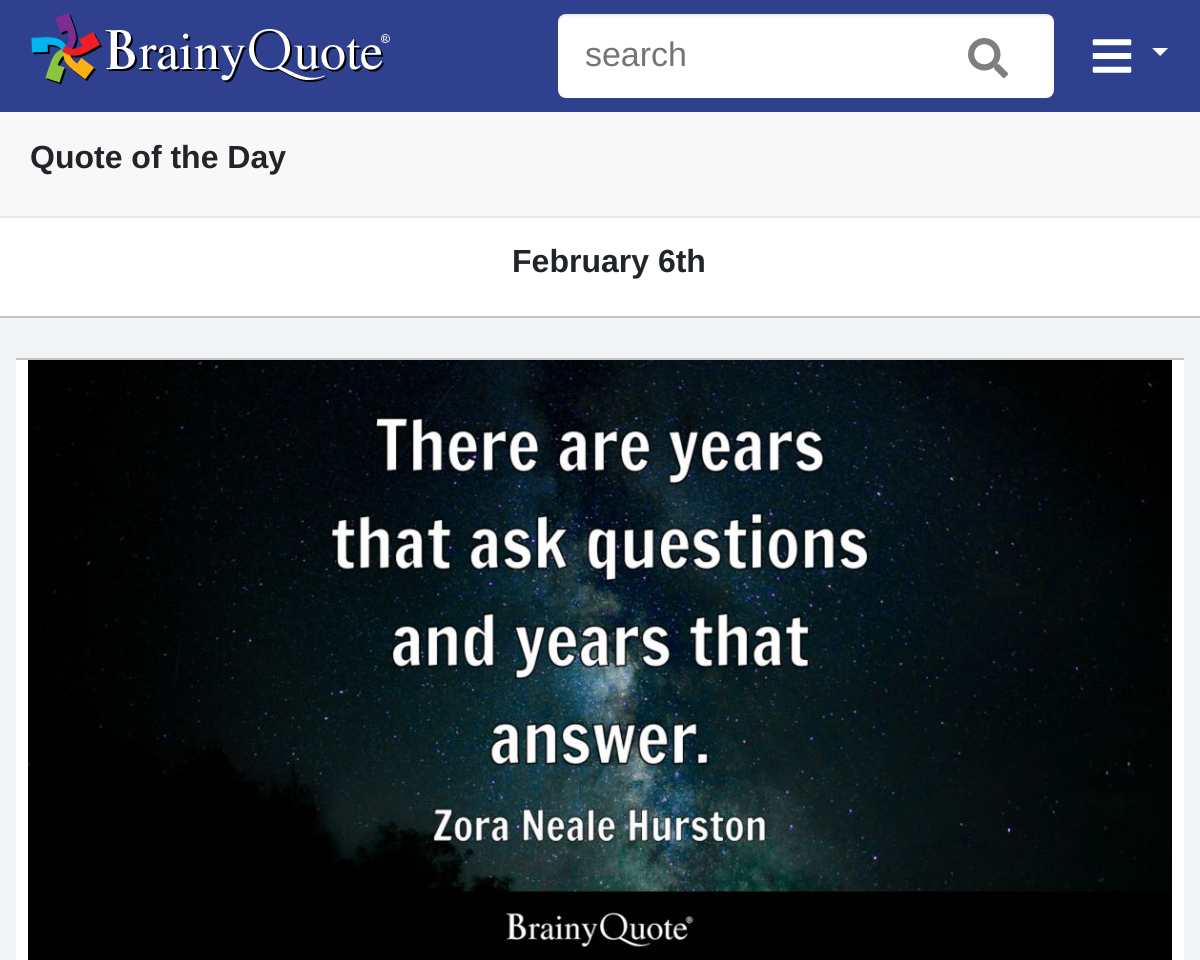 BrainyQuote®
search
Quote of the Day
February 6th
There are years
that ask questions
and years that
answer.
Zora Neale Hurston
BrainyQuote®